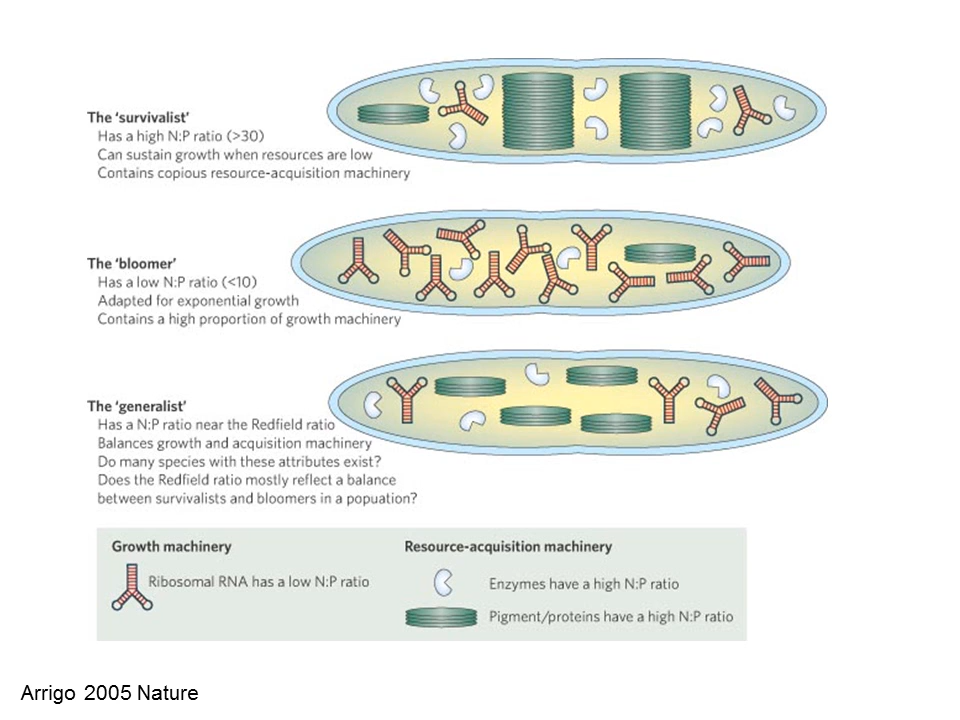 The ‘survivalist’
Has a high N:P ratio (>30)
Can sustain growth when resources are low
Contains copious resource-acquisition machinery
The ‘bloomer’
Has a low N:P ratio (<10)
Adapted for exponential growth
Contains a high proportion of growth machinery
The ‘generalist’
Has a N:P ratio near the Redfield ratio
Balances growth and acquisition machinery
Do many species with these attributes exist?
Does the Redfield ratio mostly reflect a balance
between survivalists and bloomers in a popuation?
Growth machinery
Ribosomal RNA has a low N:P ratio
Resource-acquisition machinery
Enzymes have a high N:P ratio
Pigment/proteins have a high N:P ratio
Arrigo 2005 Nature